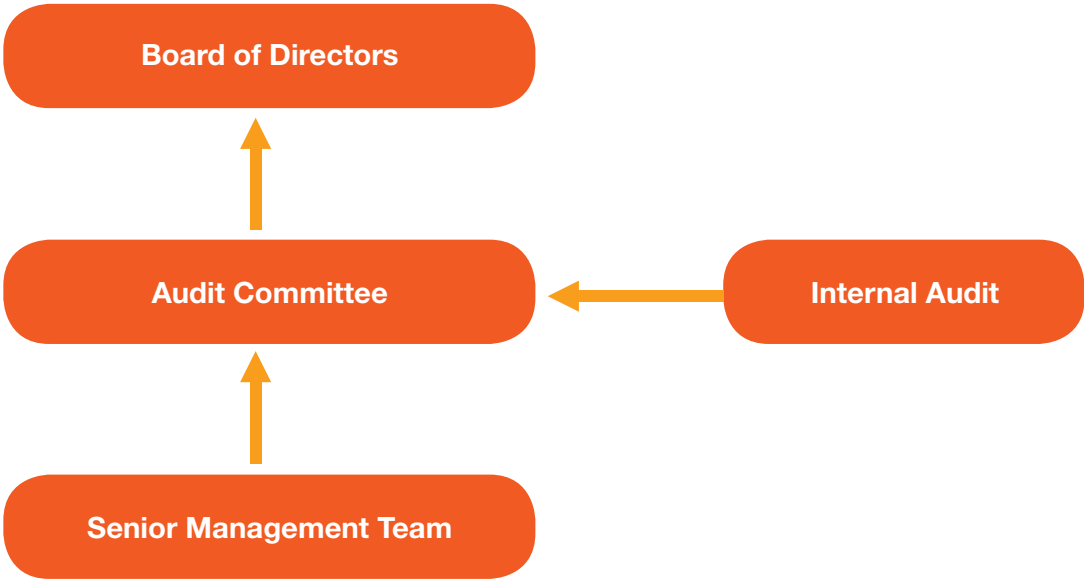 Board of Directors
Audit Committee
Internal Audit
Senior Management Team